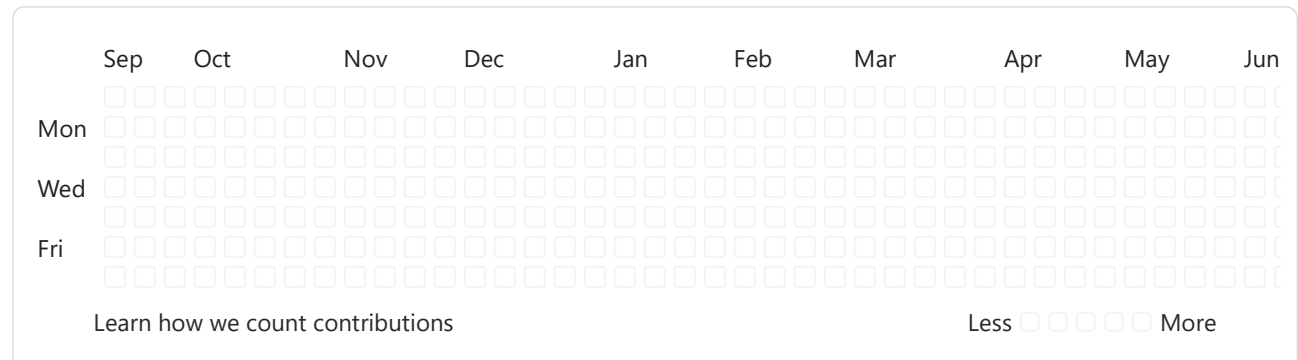 Sep Oct Nov Dec Jan Feb Mar Apr May Jun
Mon
Wed
Fri
Learn how we count contributions Less More